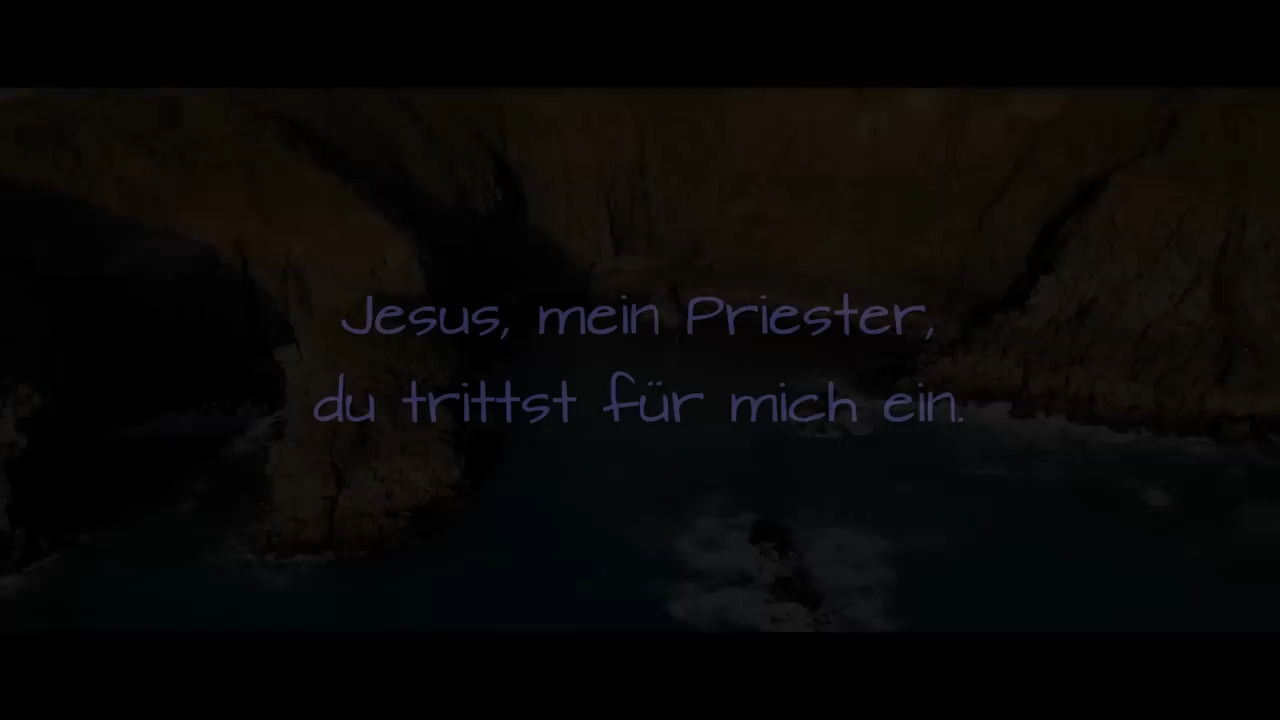 Jesus, mein Priester,
du trittst für mich ein.